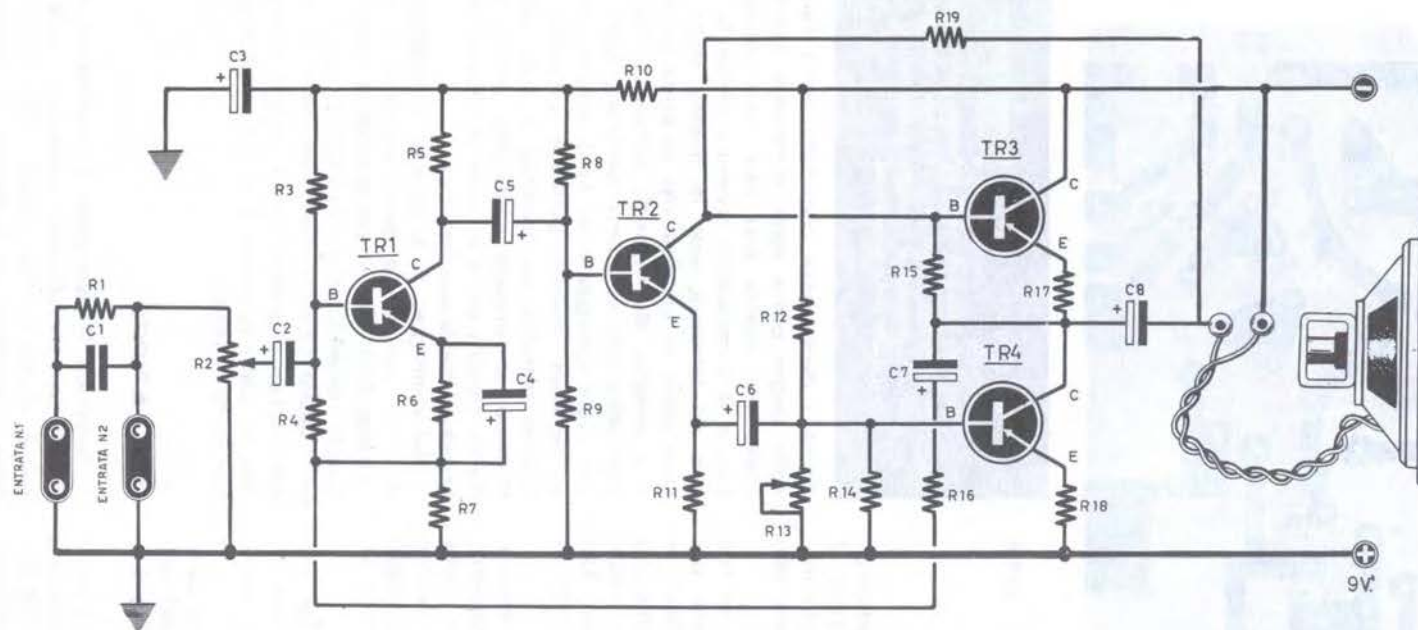 R19
C3
+
R10
R5
R8
TR3
R3
C5
+
TR2
C
B
C
TR1
B
E
R1
C
R15
R17
C8
+
C1
B
E
R12
R2
C2
+
E
TR4
C7
+
R6
C4
+
C6
+
C
R4
R9
B
ENTRATA N.1
ENTRATA N2
E
R7
R11
R13
R14
R16
R18
9V.